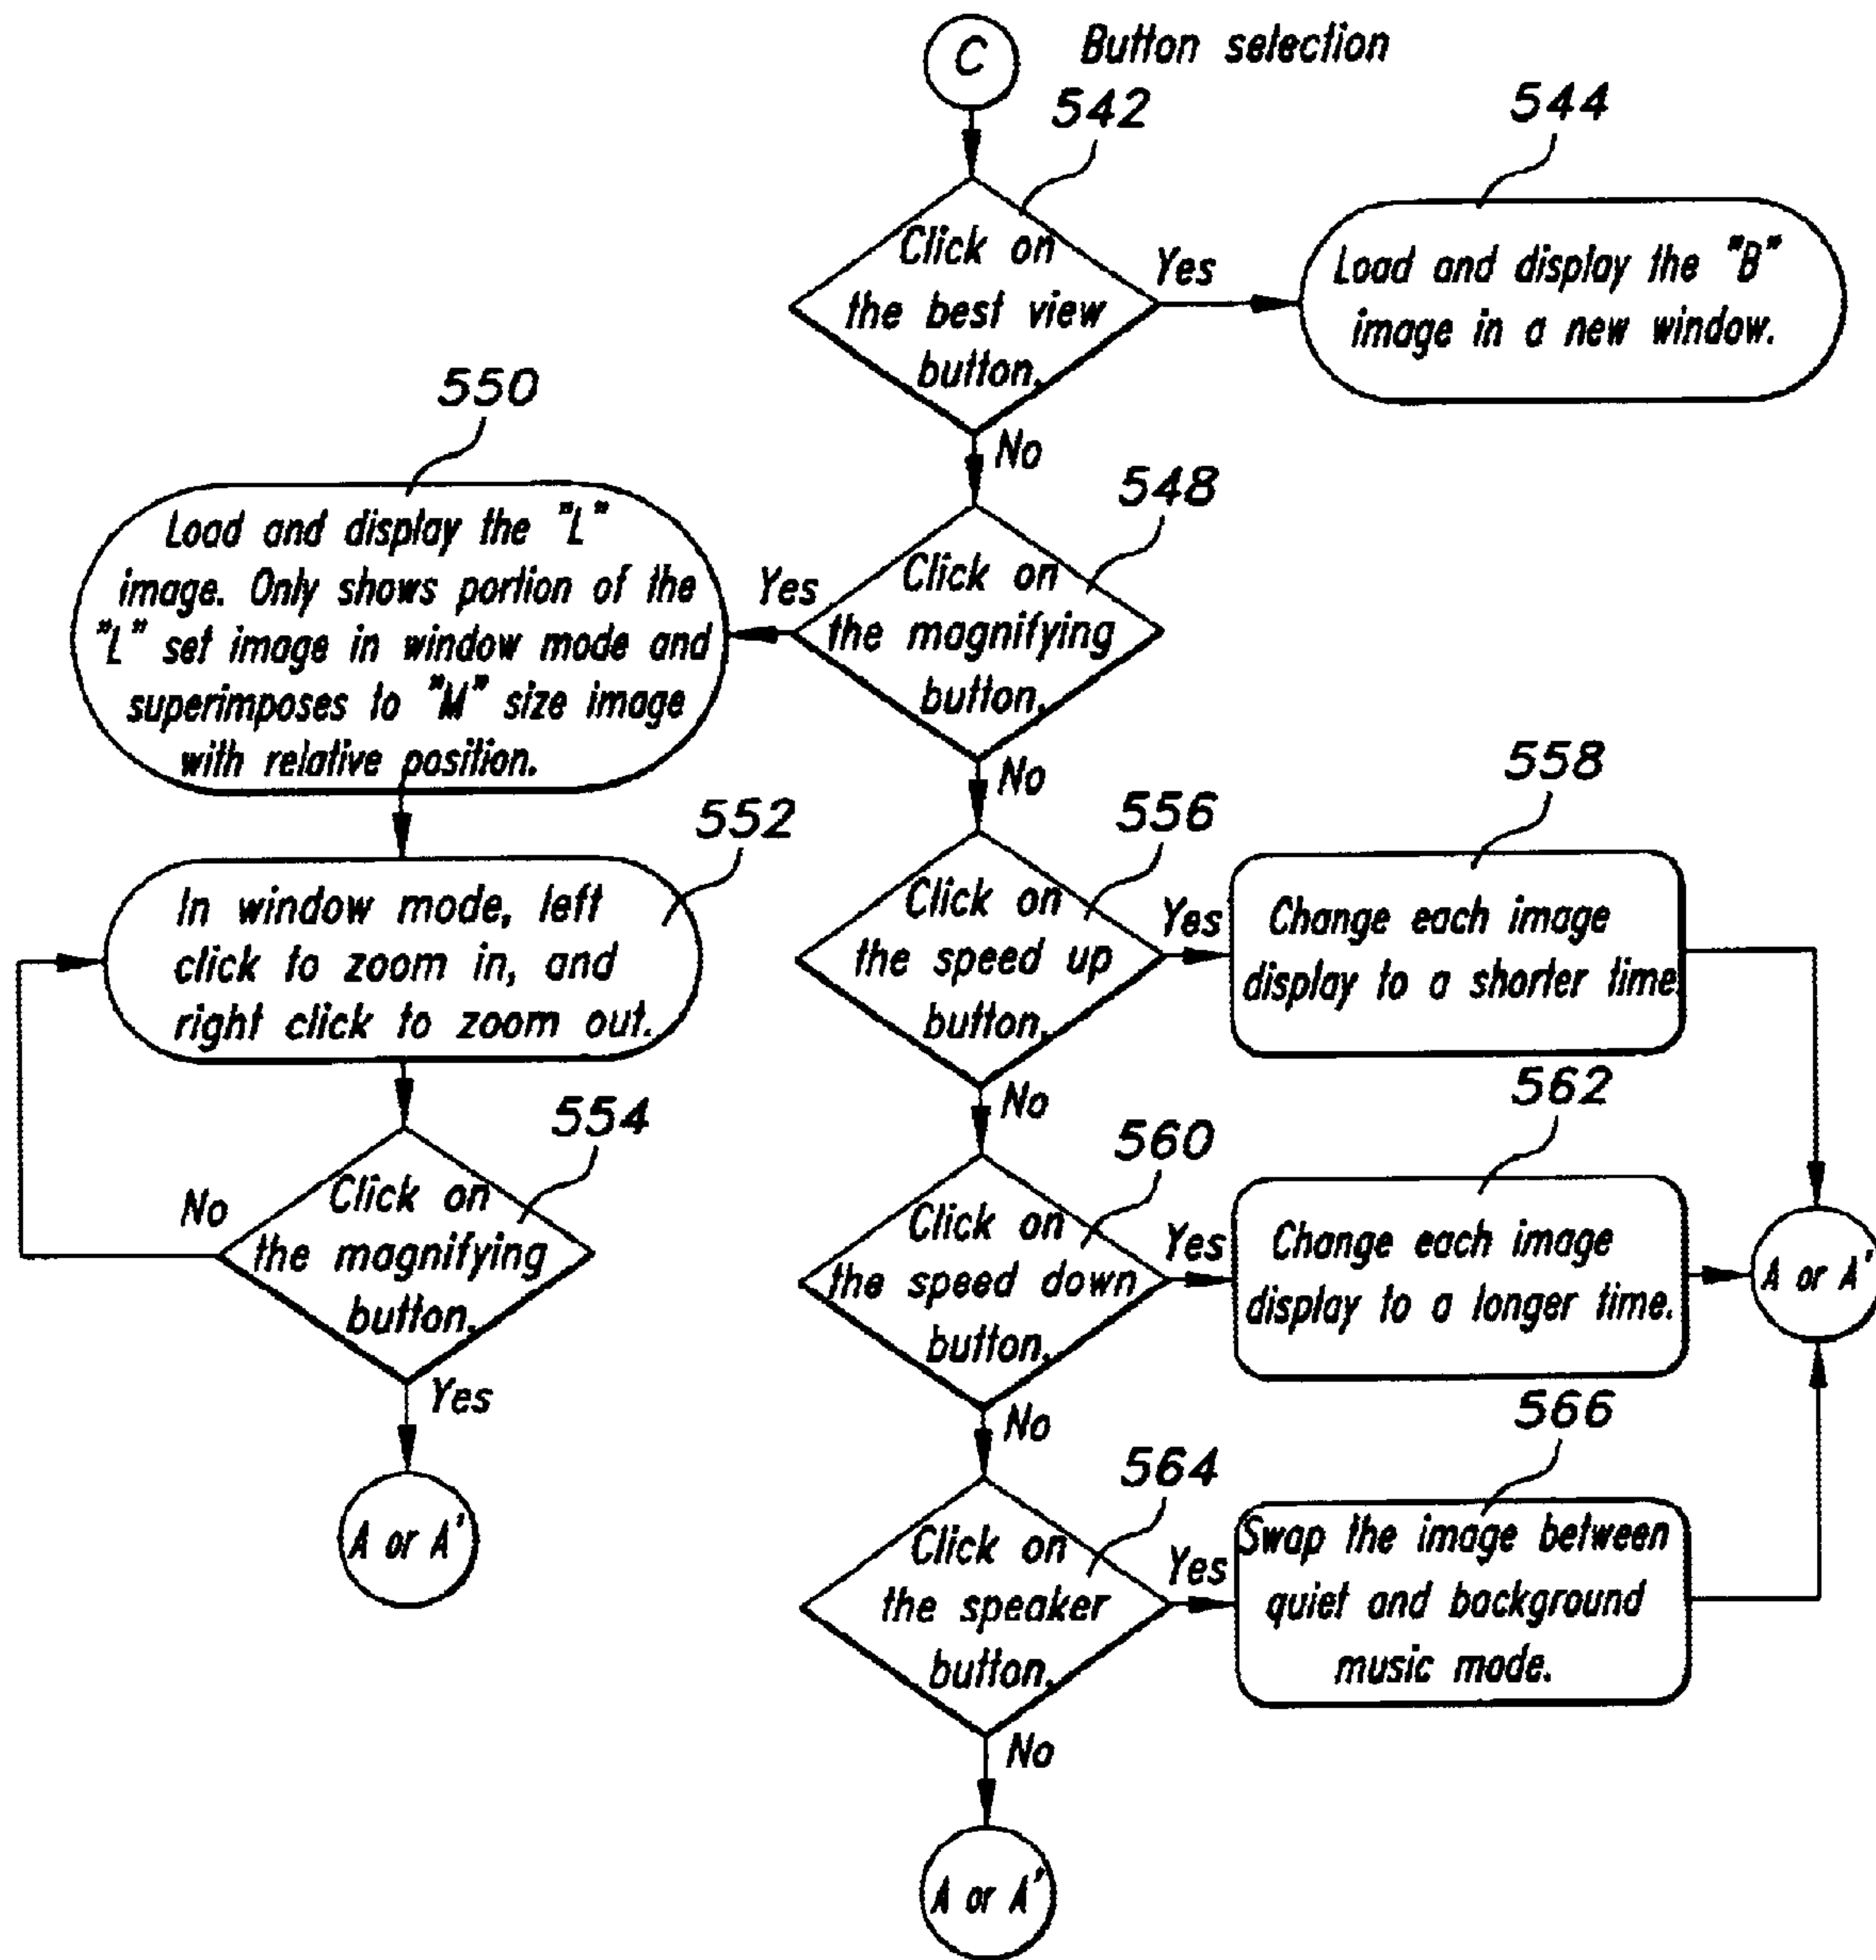 C
Button selection
542
544
Click on
the best view
button.
Yes
Load and display the "B"
image in a new window.
No
550
548
Load and display the "L"
image. Only shows portion of the
"L" set image in window mode and
superimposes to "M" size image
with relative position.
Yes
Click on
the magnifying
button.
No
552
In window mode, left
click to zoom in, and
right click to zoom out.
554
No
Click on
the magnifying
button.
Yes
A or A'
556
558
Click on
the speed up
button.
Yes
Change each image
display to a shorter time.
No
560
562
Click on
the speed down
button.
Yes
Change each image
display to a longer time.
A or A'
No
564
566
Click on
the speaker
button.
Yes
Swap the image between
quiet and background
music mode.
No
A or A'